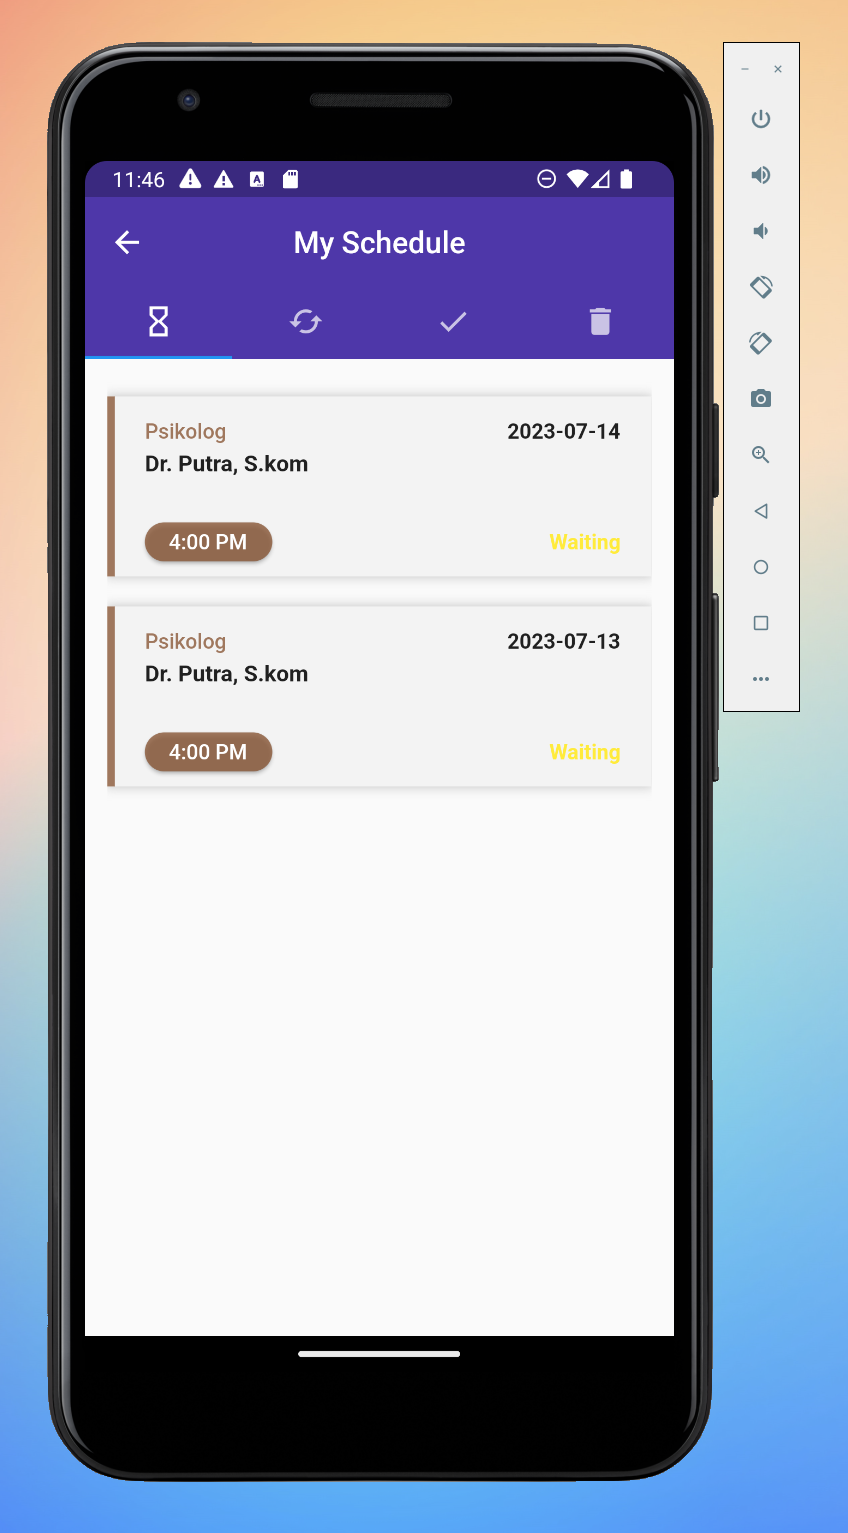 11:46
My Schedule
Psikolog 2023-07-14
Dr. Putra, S.kom
4:00 PM Waiting
Psikolog 2023-07-13
Dr. Putra, S.kom
4:00 PM Waiting